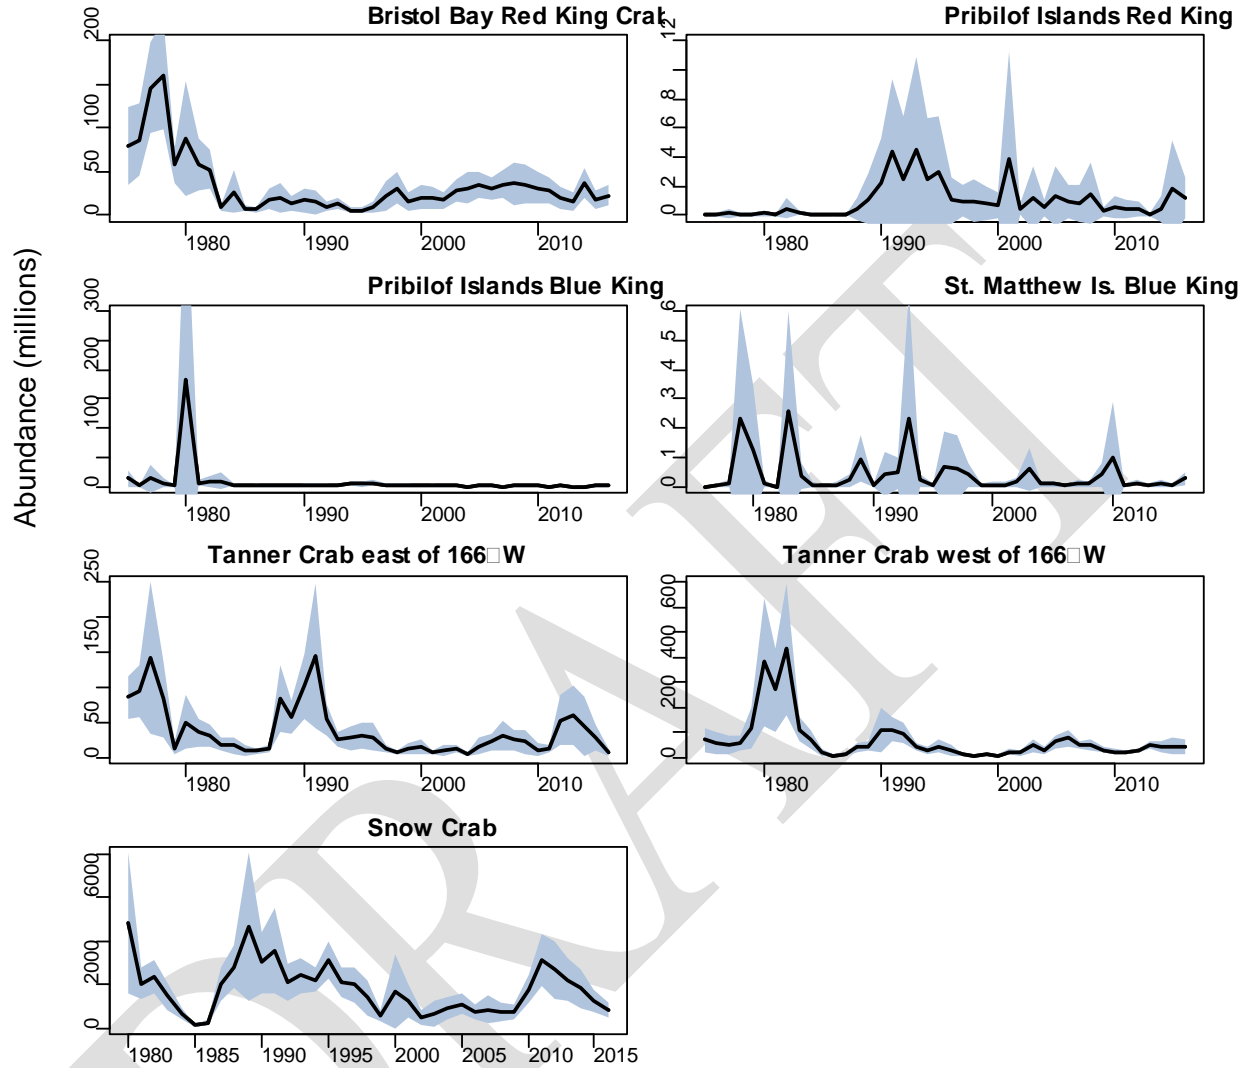 Abundance (millions)
Bristol Bay Red King Crab
200
100
50
0
1980 1990 2000 2010
Pribilof Islands Red King
12
8
6
4
2
0
1980 1990 2000 2010
Pribilof Islands Blue King
300
200
100
0
1980 1990 2000 2010
St. Matthew Is. Blue King
6
5
4
3
2
1
0
1980 1990 2000 2010
Tanner Crab east of 166□W
250
150
50
0
1980 1990 2000 2010
Tanner Crab west of 166□W
600
400
200
0
1980 1990 2000 2010
Snow Crab
6000
2000
0
1980 1985 1990 1995 2000 2005 2010 2015
DRAFT